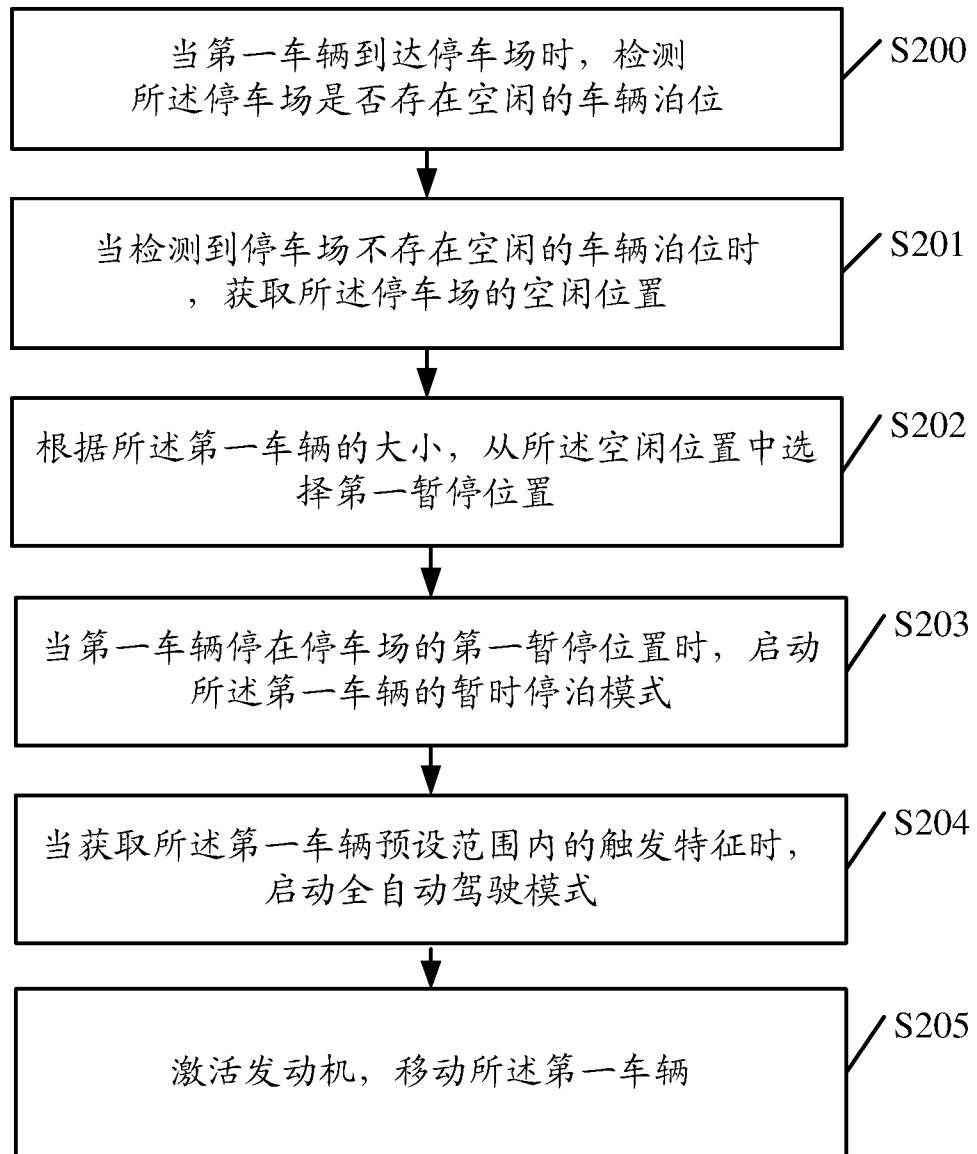 当第一车辆到达停车场时，检测
所述停车场是否存在空闲的车辆泊位
S200
当检测到停车场不存在空闲的车辆泊位时
，获取所述停车场的空闲位置
S201
根据所述第一车辆的大小，从所述空闲位置中选
择第一暂停位置
S202
当第一车辆停在停车场的第一暂停位置时，启动
所述第一车辆的暂时停泊模式
S203
当获取所述第一车辆预设范围内的触发特征时，
启动全自动驾驶模式
S204
激活发动机，移动所述第一车辆
S205